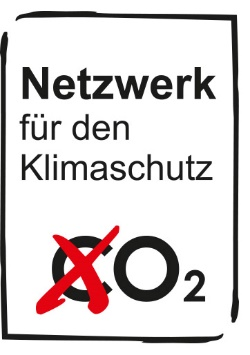 Netzwerk
für den
Klimaschutz
CO₂